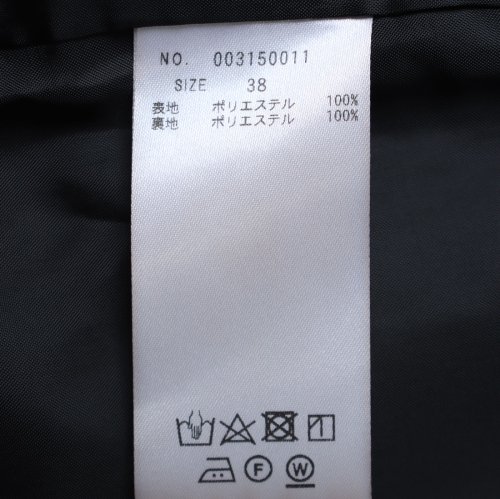 NO. 003150011
SIZE 38
表地 ポリエステル 100%
裏地 ポリエステル 100%
F W